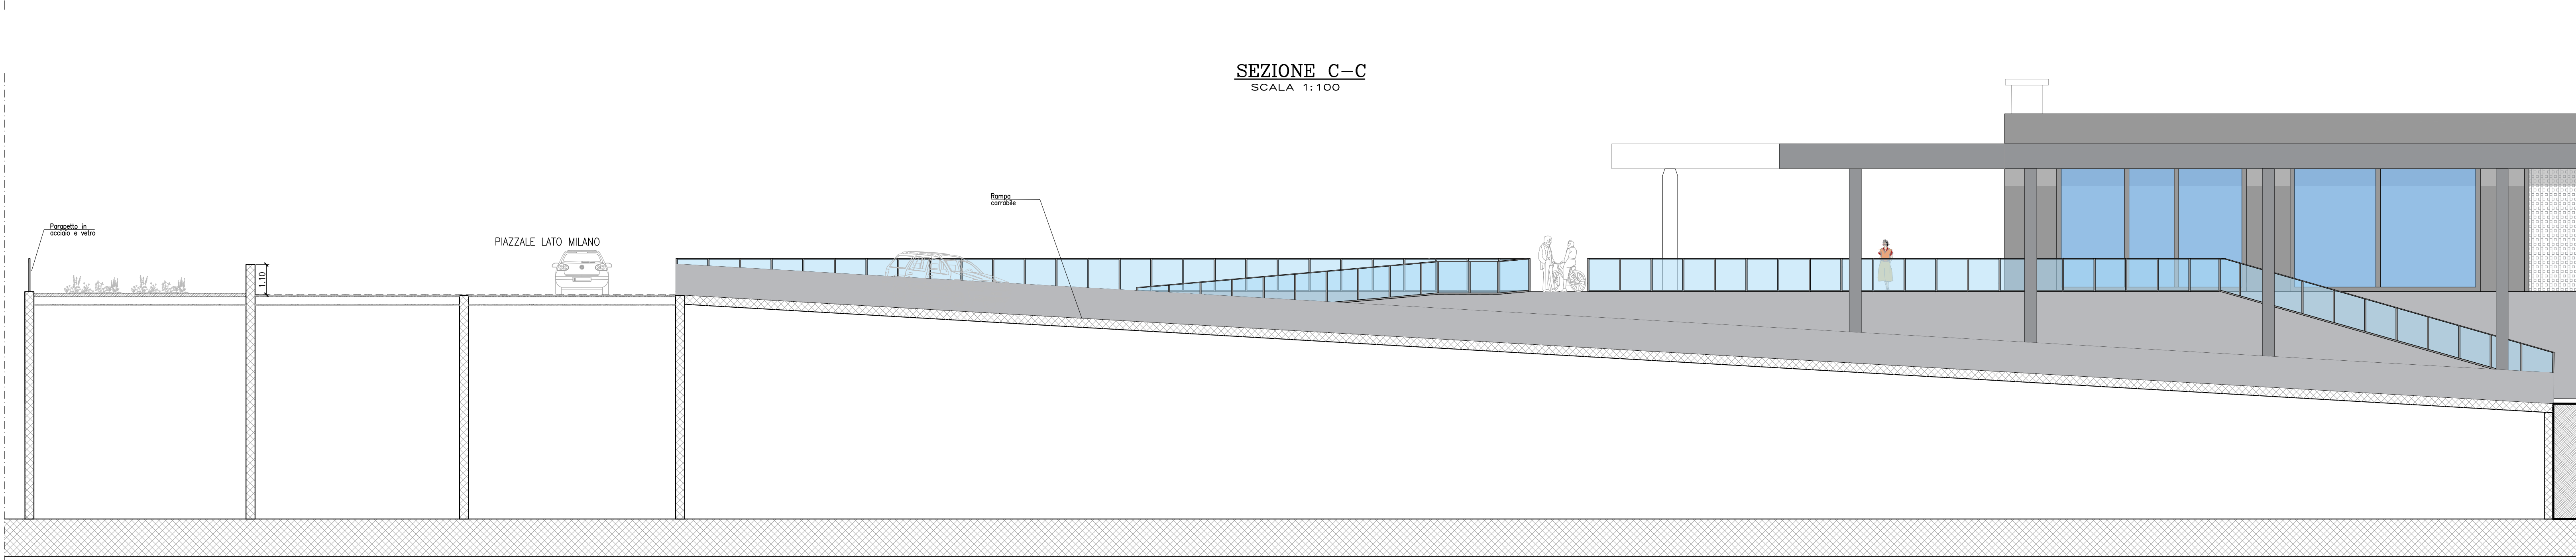 SEZIONE C-C
SCALA 1:100
Rampa
carrabile
Parapetto in
acciaio e vetro
PIAZZALE LATO MILANO
1.10